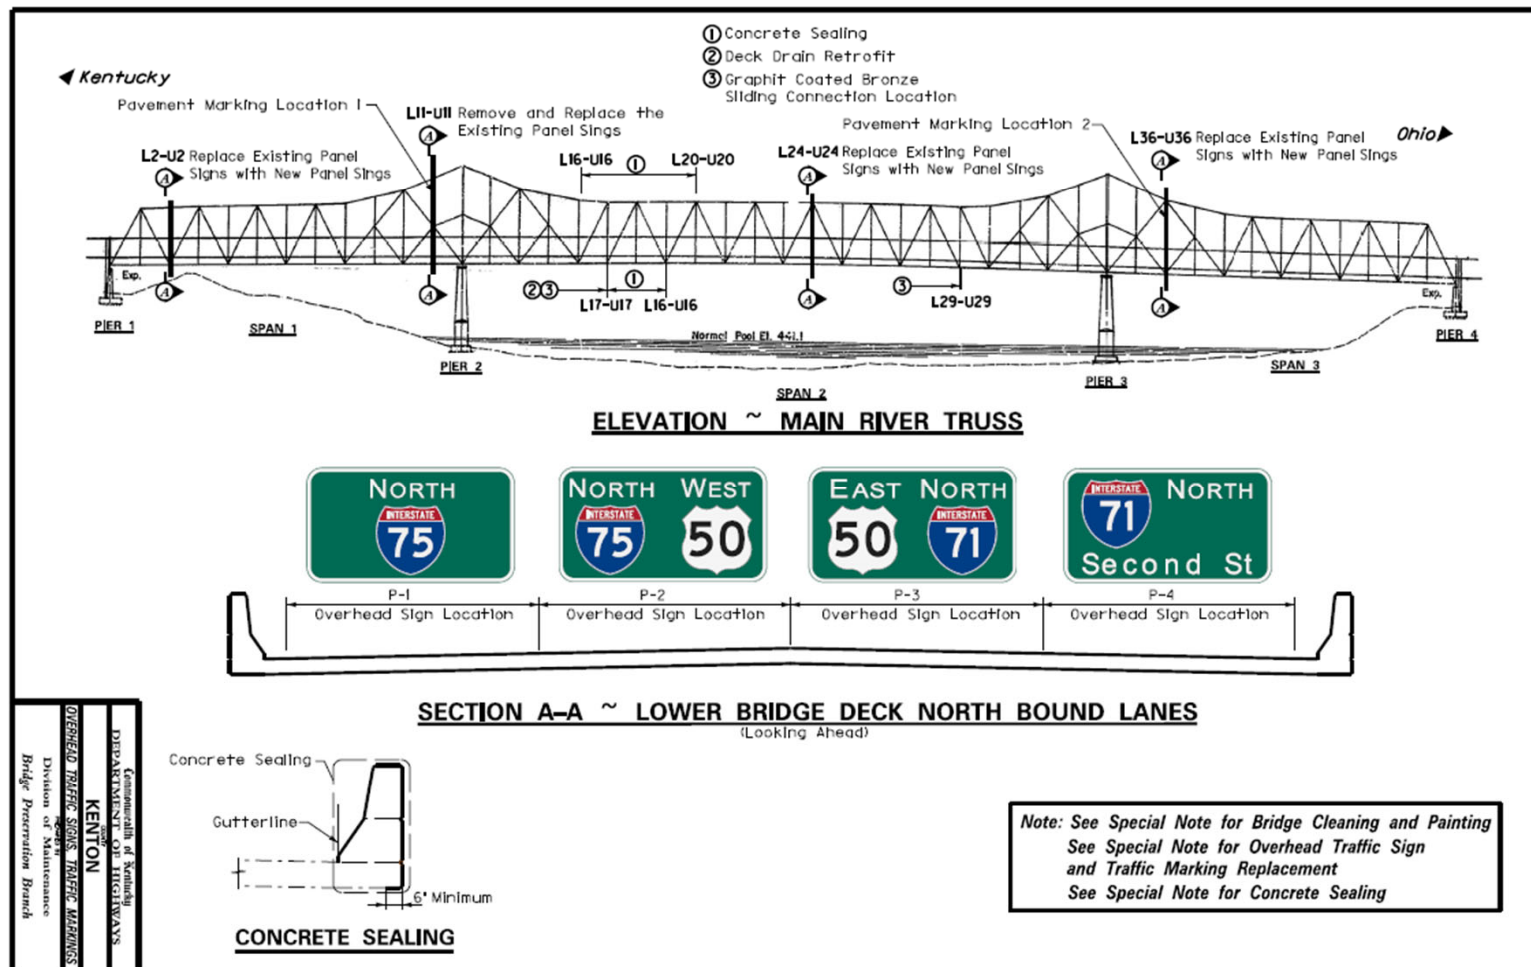 ① Concrete Sealing
② Deck Drain Retrofit
③ Graphit Coated Bronze
Sliding Connection Location
Kentucky
Ohio
Pavement Marking Location 1
L11-U11 Remove and Replace the
Existing Panel Sings
Pavement Marking Location 2
L36-U36 Replace Existing Panel
Signs with New Panel Sings
L2-U2 Replace Existing Panel
Signs with New Panel Sings
L16-U16
①
L20-U20
L24-U24 Replace Existing Panel
Signs with New Panel Sings
A
A
A
A
Exp.
A
A
②③
①
L17-U17
L16-U16
A
③
L29-U29
A
Exp.
PIER 1
SPAN 1
Normal Pool El. 441.1
PIER 2
SPAN 2
PIER 3
SPAN 3
PIER 4
ELEVATION ~ MAIN RIVER TRUSS
NORTH
INTERSTATE
75
NORTH WEST
INTERSTATE
75
50
EAST NORTH
50
INTERSTATE
71
INTERSTATE
71
NORTH
Second St
P-1
Overhead Sign Location
P-2
Overhead Sign Location
P-3
Overhead Sign Location
P-4
Overhead Sign Location
SECTION A-A ~ LOWER BRIDGE DECK NORTH BOUND LANES
(Looking Ahead)
Concrete Sealing
Gutterline
6" Minimum
CONCRETE SEALING
Note: See Special Note for Bridge Cleaning and Painting
See Special Note for Overhead Traffic Sign
and Traffic Marking Replacement
See Special Note for Concrete Sealing
Commonwealth of Kentucky
DEPARTMENT OF HIGHWAYS
COUNTY
KENTON
OVERHEAD TRAFFIC SIGNS, TRAFFIC MARKINGS
Division of Maintenance
Bridge Preservation Branch